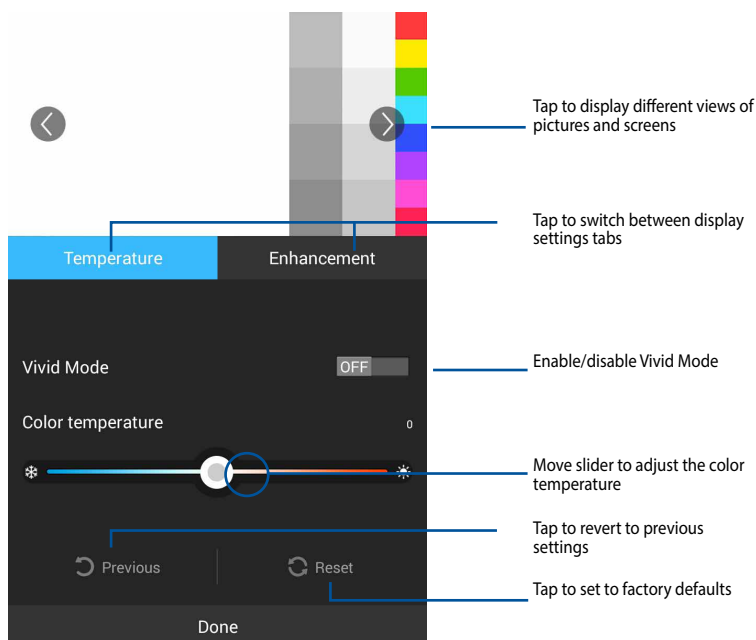 Tap to display different views of
pictures and screens
Tap to switch between display
settings tabs
Temperature
Enhancement
Vivid Mode
OFF
Enable/disable Vivid Mode
Color temperature
0
Move slider to adjust the color
temperature
Tap to revert to previous
settings
Previous
Reset
Tap to set to factory defaults
Done